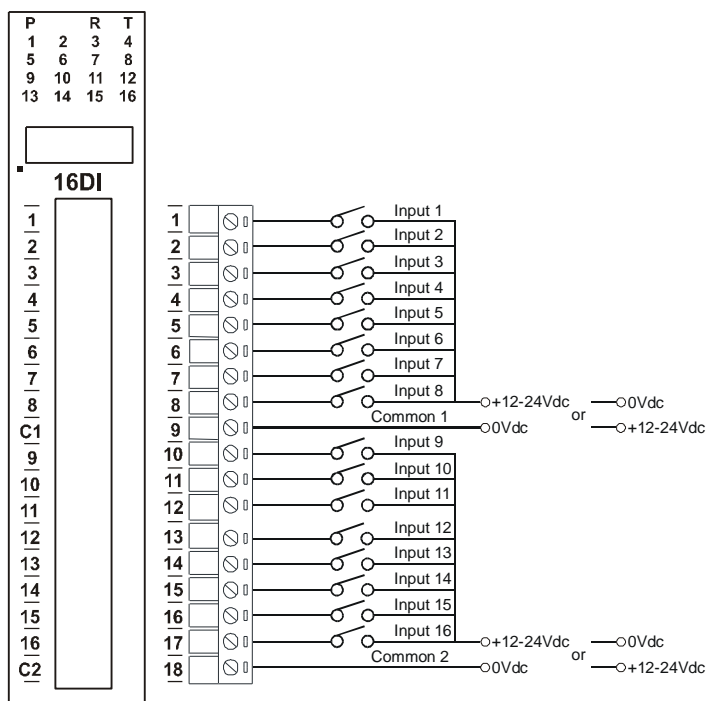 P R T
1 2 3 4
5 6 7 8
9 10 11 12
13 14 15 16
16DI
1
2
3
4
5
6
7
8
C1
9
10
11
12
13
14
15
16
C2
1 Input 1
2 Input 2
3 Input 3
4 Input 4
5 Input 5
6 Input 6
7 Input 7
8 Input 8 +12-24Vdc or 0Vdc
9 Common 1 0Vdc +12-24Vdc
10 Input 9
11 Input 10
12 Input 11
13 Input 12
14 Input 13
15 Input 14
16 Input 15
17 Input 16 +12-24Vdc or 0Vdc
18 Common 2 0Vdc +12-24Vdc